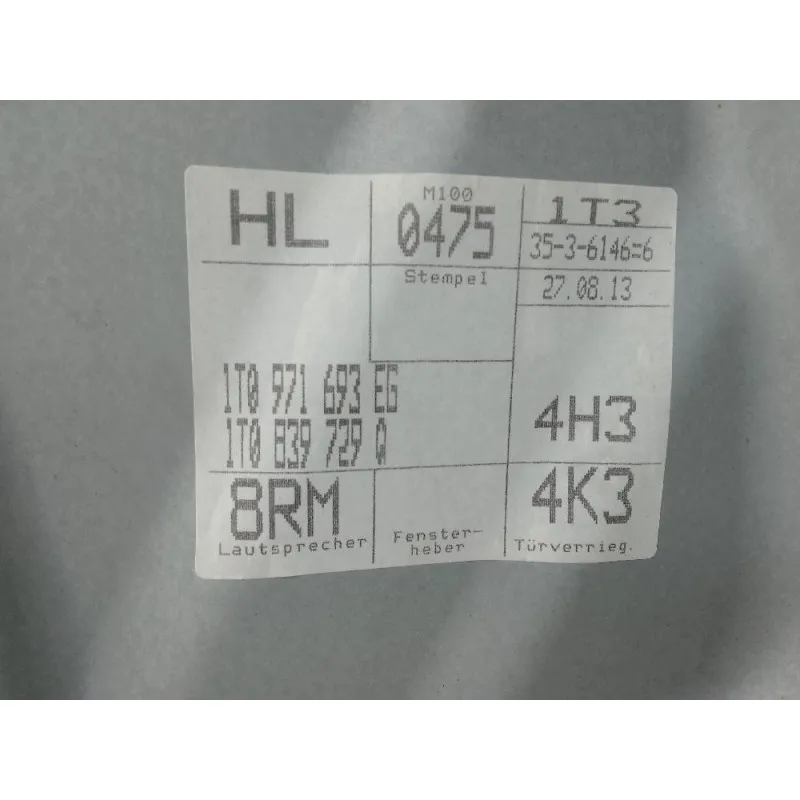 HL
M100
0475
Stempel
1T3
35-3-6146=6
27.08.13
1T0 971 693 EG
1T0 839 729 Q
4H3
8RM
Lautsprecher
Fenster-
heber
4K3
Türverrieg.